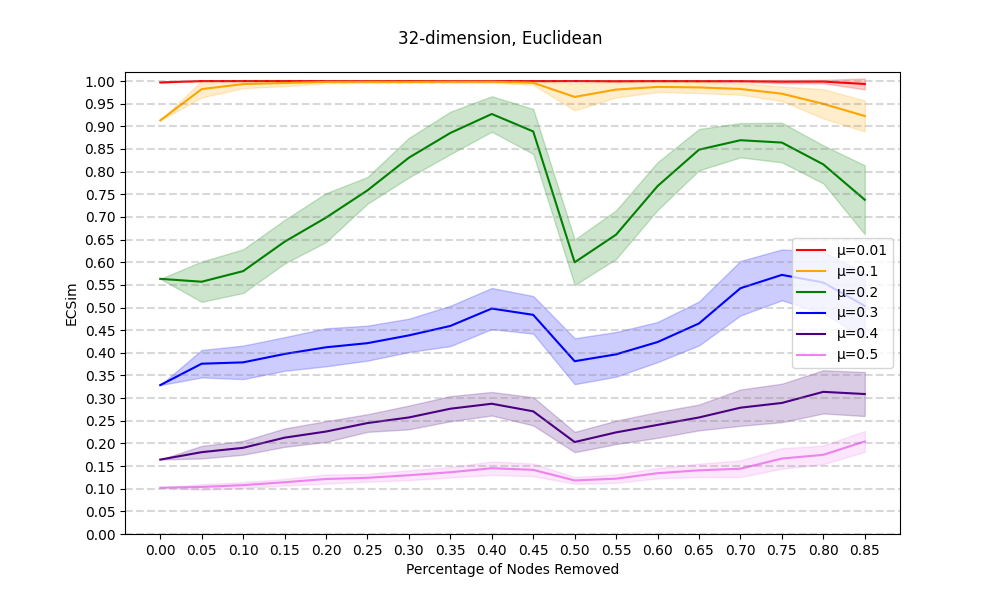 32-dimension, Euclidean
ECSim
1.00
0.95
0.90
0.85
0.80
0.75
0.70
0.65
0.60
0.55
0.50
0.45
0.40
0.35
0.30
0.25
0.20
0.15
0.10
0.05
0.00
μ=0.01
μ=0.1
μ=0.2
μ=0.3
μ=0.4
μ=0.5
0.00 0.05 0.10 0.15 0.20 0.25 0.30 0.35 0.40 0.45 0.50 0.55 0.60 0.65 0.70 0.75 0.80 0.85
Percentage of Nodes Removed